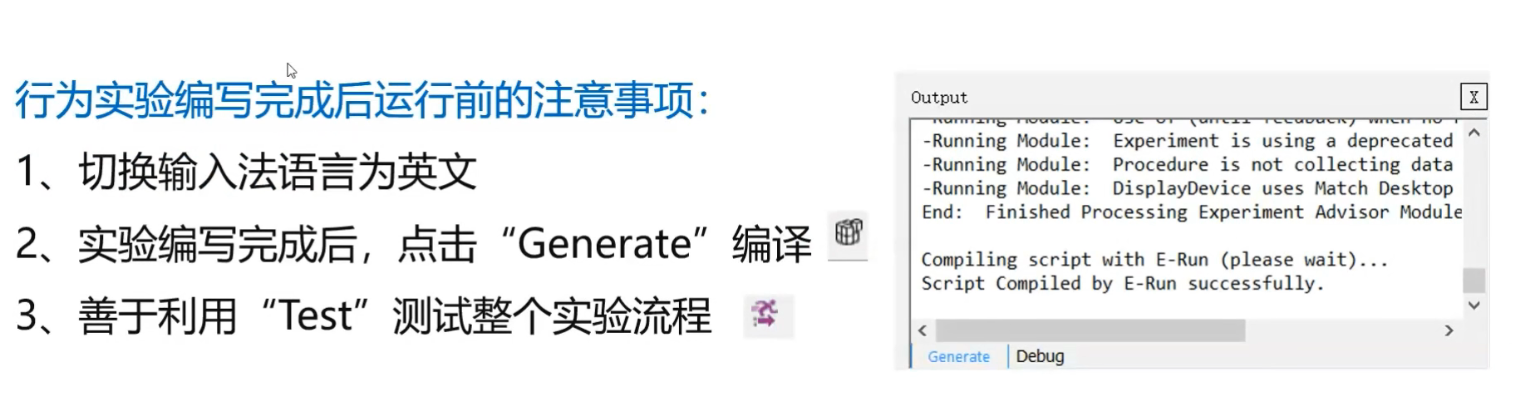 行为实验编写完成后运行前的注意事项：
1、切换输入法语言为英文
2、实验编写完成后，点击“Generate”编译
3、善于利用“Test”测试整个实验流程
Output
X
-Running Module:  Experiment is using a deprecated
-Running Module:  Procedure is not collecting data
-Running Module:  DisplayDevice uses Match Desktop
End:  Finished Processing Experiment Advisor Module
Compiling script with E-Run (please wait)...
Script Compiled by E-Run successfully.
Generate
Debug